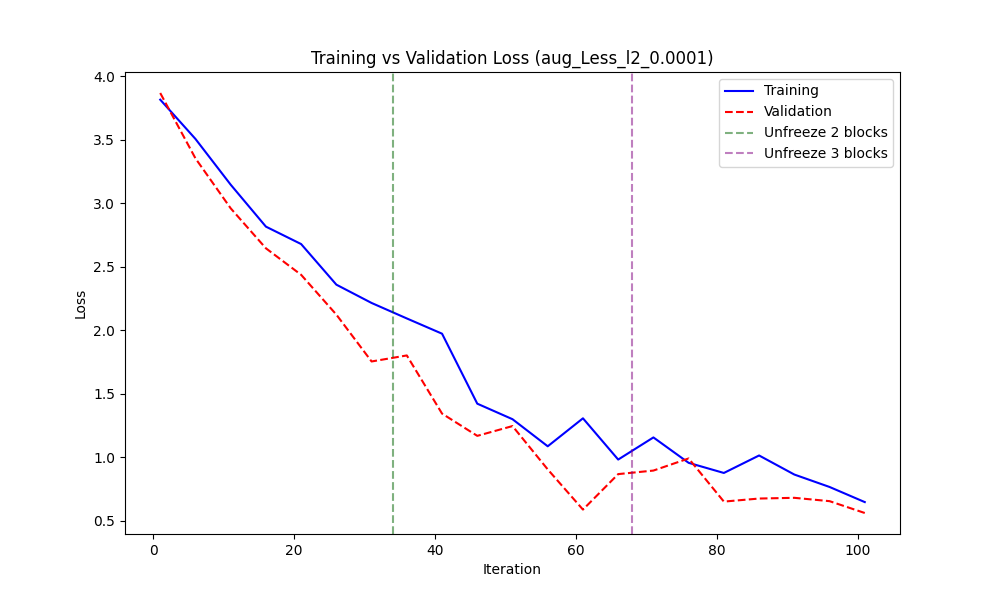 Training vs Validation Loss (aug_Less_l2_0.0001)
Training
Validation
Unfreeze 2 blocks
Unfreeze 3 blocks
Loss
4.0
3.5
3.0
2.5
2.0
1.5
1.0
0.5
0 20 40 60 80 100
Iteration